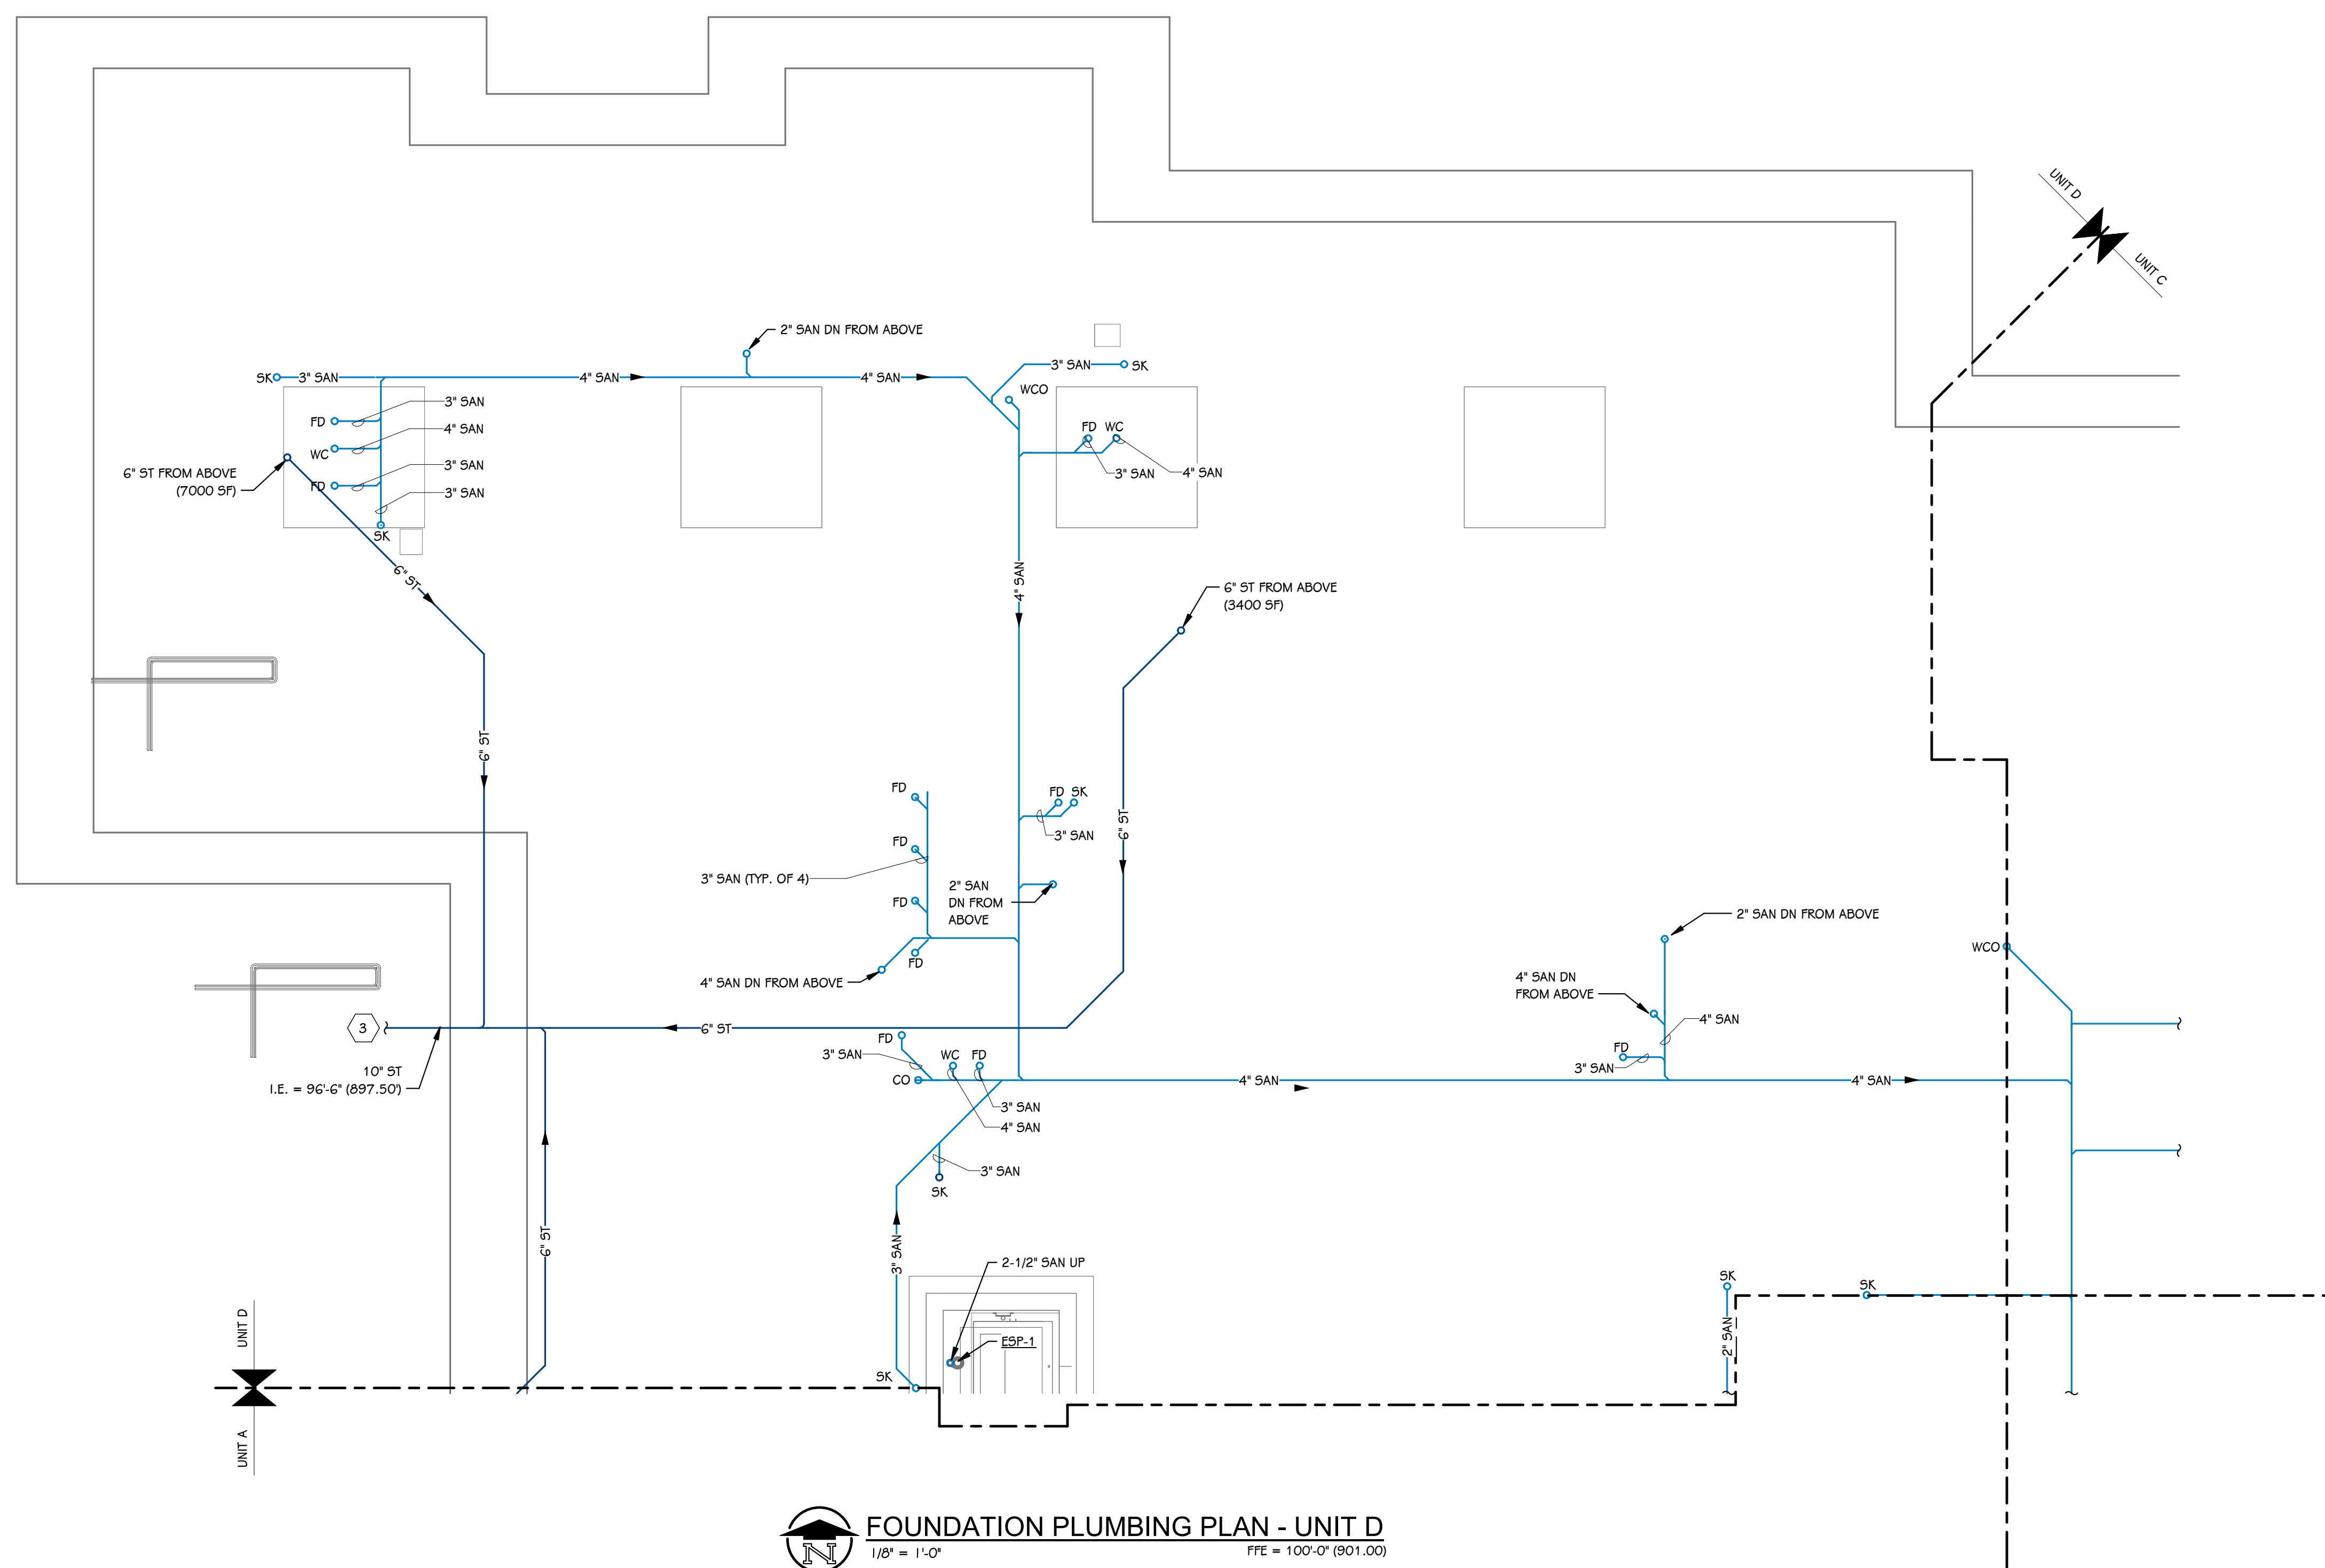 UNIT D
UNIT C
2" SAN DN FROM ABOVE
SK
3" SAN
4" SAN
4" SAN
3" SAN
SK
WCO
3" SAN
FD
4" SAN
WC
3" SAN
FD
3" SAN
SK
FD
WC
3" SAN
4" SAN
6" ST FROM ABOVE
(7000 SF)
6" ST
4" SAN
6" ST FROM ABOVE
(3400 SF)
6" ST
FD
FD
FD
3" SAN (TYP. OF 4)
FD
SK
3" SAN
6" ST
2" SAN
DN FROM
ABOVE
FD
4" SAN DN FROM ABOVE
2" SAN DN FROM ABOVE
4" SAN DN
FROM ABOVE
4" SAN
FD
3" SAN
WCO
3
6" ST
10" ST
I.E. = 96'-6" (897.50')
FD
3" SAN
WC
FD
CO
4" SAN
4" SAN
3" SAN
4" SAN
3" SAN
SK
6" ST
3" SAN
2-1/2" SAN UP
ESP-1
SK
SK
2" SAN
SK
UNIT D
UNIT A
N
FOUNDATION PLUMBING PLAN - UNIT D
1/8" = 1'-0"
FFE = 100'-0" (901.00)